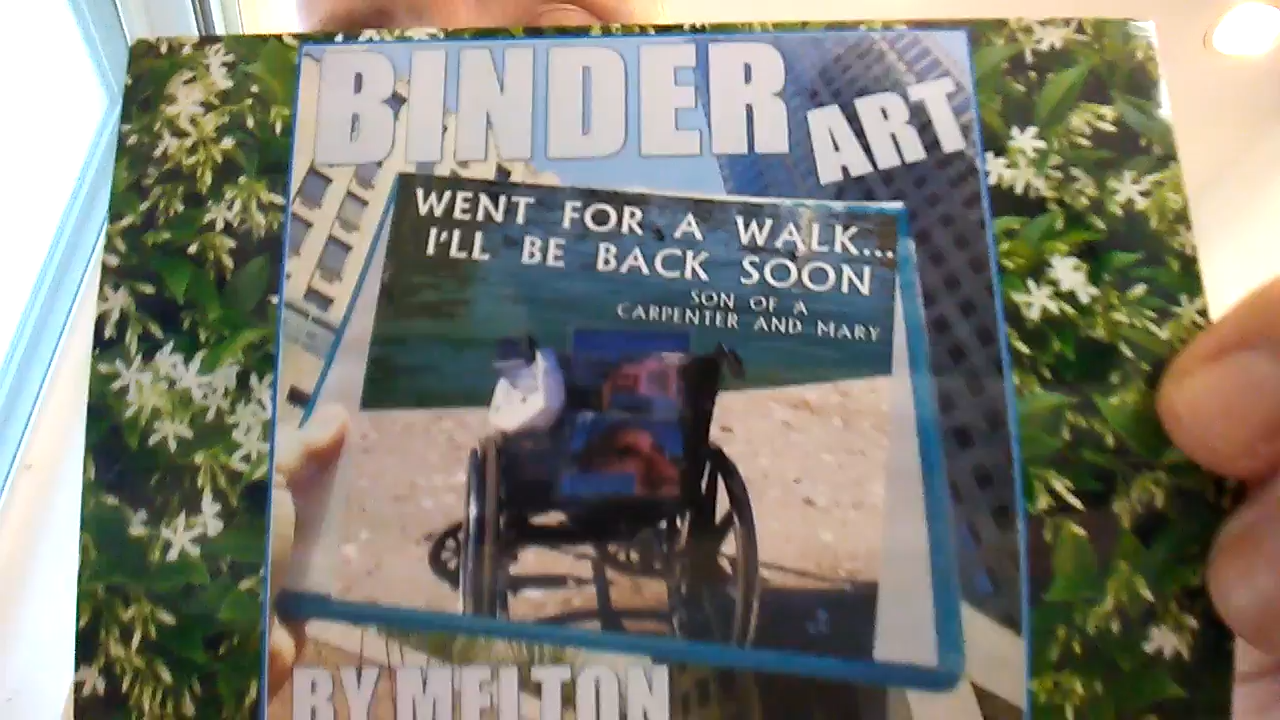 BINDER
ART
WENT FOR A WALK...
I'LL BE BACK SOON
SON OF A
CARPENTER AND MARY
BY MELTON